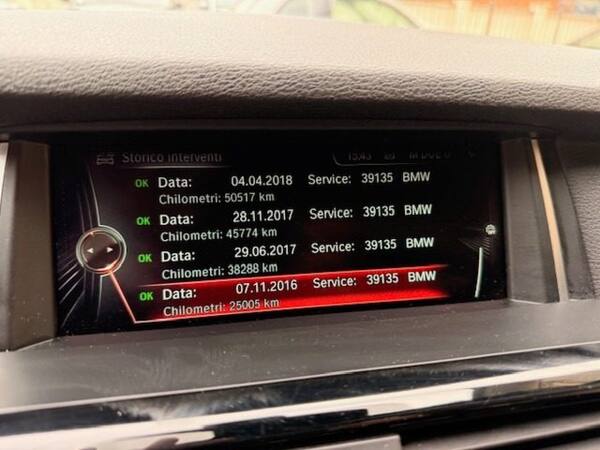 Storico interventi 15:43
OK Data: 04.04.2018 Service: 39135 BMW
Chilometri: 50517 km
OK Data: 28.11.2017 Service: 39135 BMW
Chilometri: 45774 km
OK Data: 29.06.2017 Service: 39135 BMW
Chilometri: 38288 km
OK Data: 07.11.2016 Service: 39135 BMW
Chilometri: 25005 km